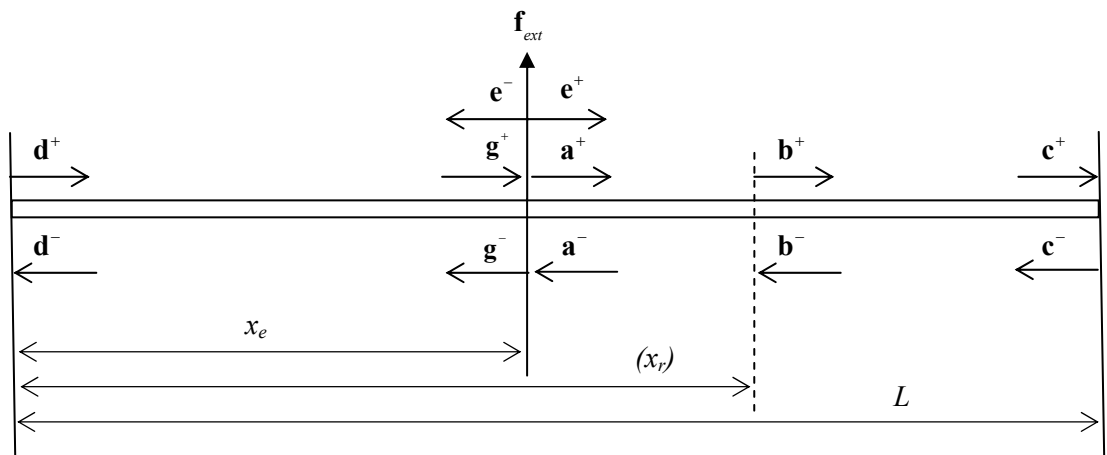 f_ext
e⁻ e⁺
d⁺ g⁺ a⁺ b⁺ c⁺
d⁻ g⁻ a⁻ b⁻ c⁻
x_e
(x_r)
L